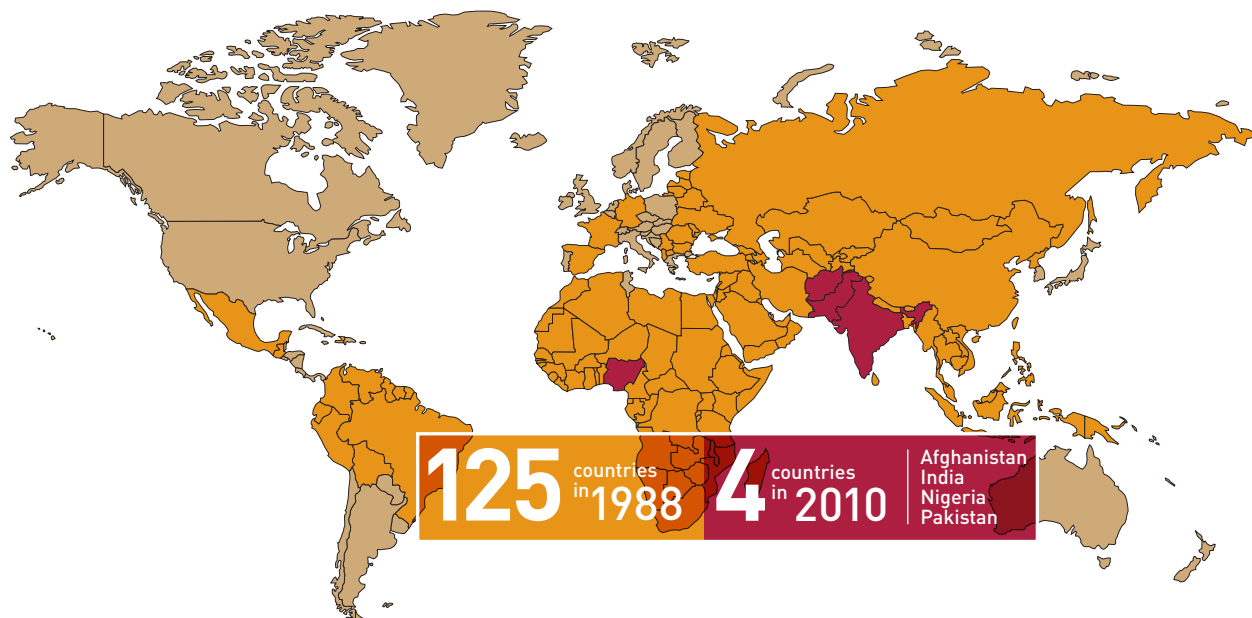 125 countries
in 1988
4 countries
in 2010
Afghanistan
India
Nigeria
Pakistan